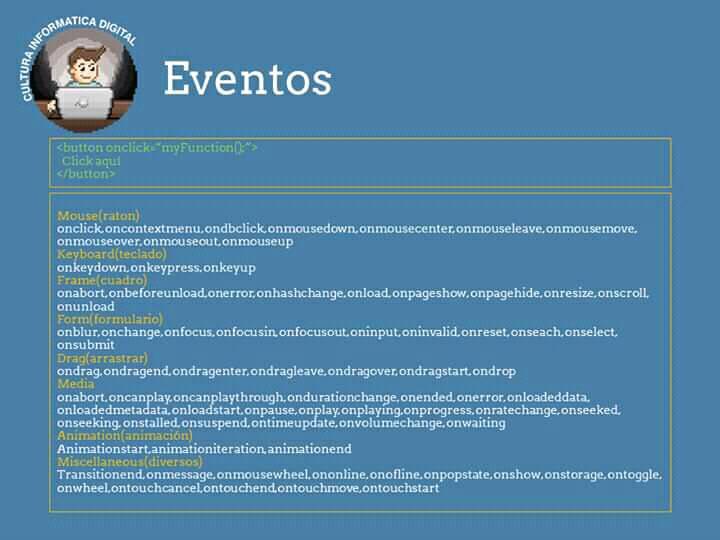 CULTURA INFORMATICA DIGITAL
Eventos
<button onclick="myFunction();">
Click aquí
</button>
Mouse(raton)
onclick,oncontextmenu,ondbclick,onmousedown,onmousecenter,onmouseleave,onmousemove,
onmouseover,onmouseout,onmouseup
Keyboard(teclado)
onkeydown,onkeypress,onkeyup
Frame(cuadro)
onabort,onbeforeunload,onerror,onhashchange,onload,onpageshow,onpagehide,onresize,onscroll,
onunload
Form(formulario)
onblur,onchange,onfocus,onfocusin,onfocusout,oninput,oninvalid,onreset,onseach,onselect,
onsubmit
Drag(arrastrar)
ondrag,ondragend,ondragenter,ondragleave,ondragover,ondragstart,ondrop
Media
onabort,oncanplay,oncanplaythrough,ondurationchange,onended,onerror,onloadeddata,
onloadedmetadata,onloadstart,onpause,onplay,onplaying,onprogress,onratechange,onseeked,
onseeking,onstalled,onsuspend,ontimeupdate,onvolumechange,onwaiting
Animation(animación)
Animationstart,animationiteration,animationend
Miscellaneous(diversos)
Transitionend,onmessage,onmousewheel,ononline,onofline,onpopstate,onshow,onstorage,ontoggle,
onwheel,ontouchcancel,ontouchend,ontouchmove,ontouchstart